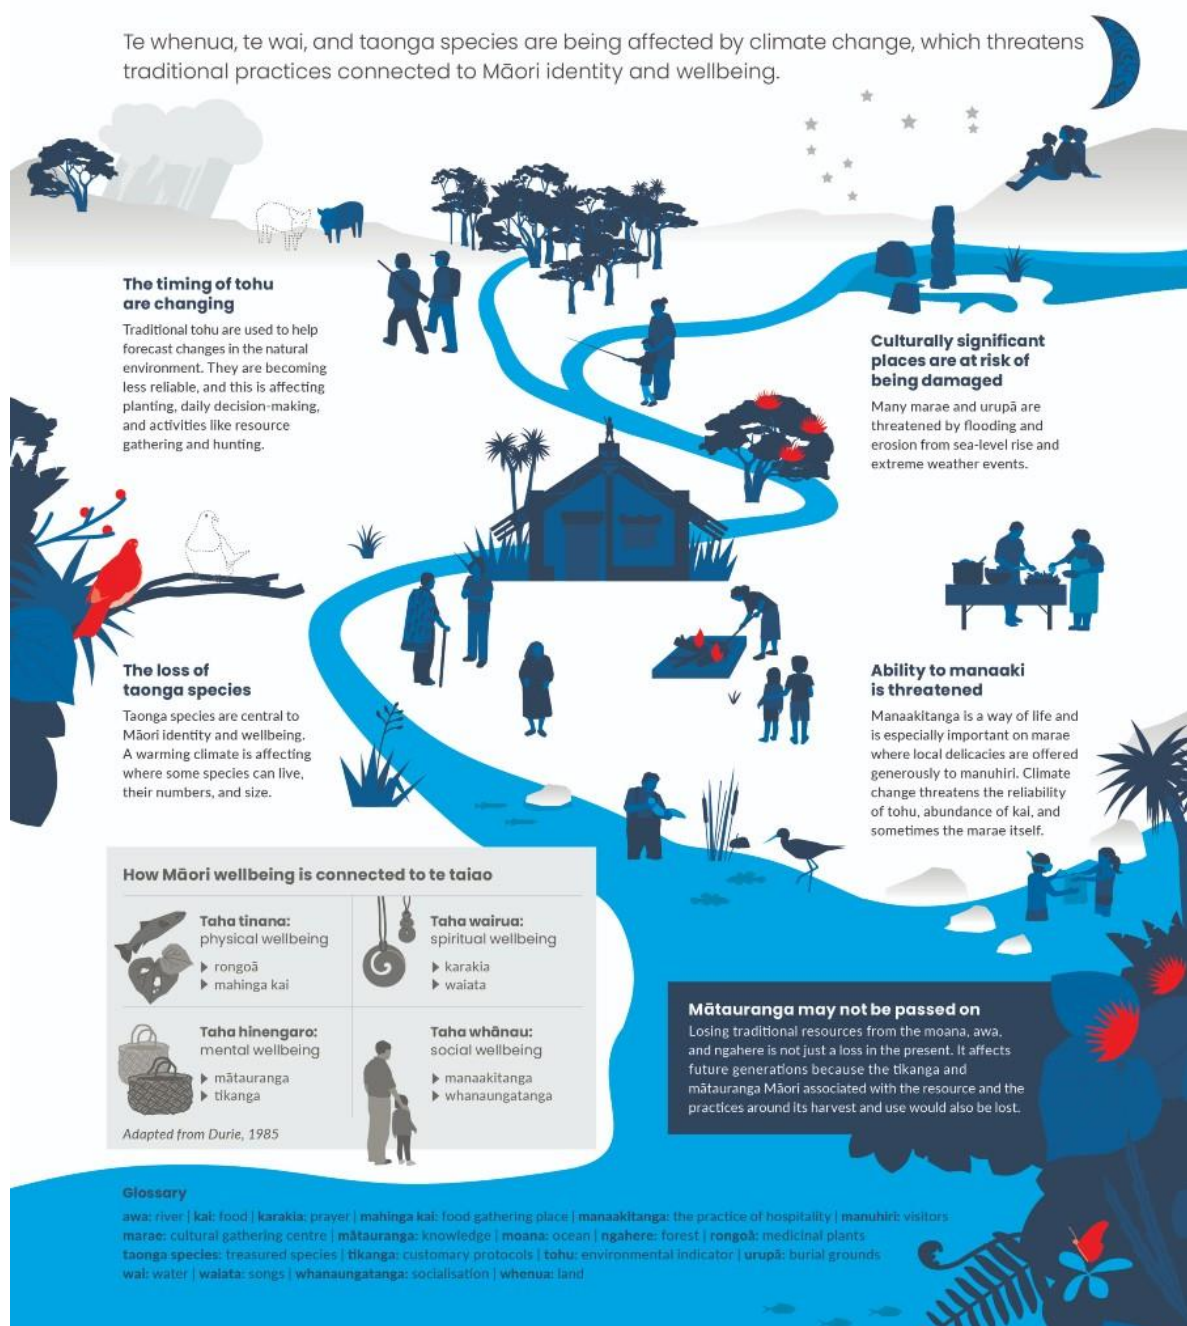 Te whenua, te wai, and taonga species are being affected by climate change, which threatens
traditional practices connected to Māori identity and wellbeing.
The timing of tohu
are changing
Traditional tohu are used to help
forecast changes in the natural
environment. They are becoming
less reliable, and this is affecting
planting, daily decision-making,
and activities like resource
gathering and hunting.
Culturally significant
places are at risk of
being damaged
Many marae and urupā are
threatened by flooding and
erosion from sea-level rise and
extreme weather events.
The loss of
taonga species
Taonga species are central to
Māori identity and wellbeing.
A warming climate is affecting
where some species can live,
their numbers, and size.
Ability to manaaki
is threatened
Manaakitanga is a way of life and
is especially important on marae
where local delicacies are offered
generously to manuhiri. Climate
change threatens the reliability
of tohu, abundance of kai, and
sometimes the marae itself.
How Māori wellbeing is connected to te taiao
Taha tinana:
physical wellbeing
rongoā
mahinga kai
Taha wairua:
spiritual wellbeing
karakia
waiata
Taha hinengaro:
mental wellbeing
mātauranga
tikanga
Taha whānau:
social wellbeing
manaakitanga
whanaungatanga
Adapted from Durie, 1985
Mātauranga may not be passed on
Losing traditional resources from the moana, awa,
and ngahere is not just a loss in the present. It affects
future generations because the tikanga and
mātauranga Māori associated with the resource and the
practices around its harvest and use would also be lost.
Glossary
awa: river | kai: food | karakia: prayer | mahinga kai: food gathering place | manaakitanga: the practice of hospitality | manuhiri: visitors
marae: cultural gathering centre | mātauranga: knowledge | moana: ocean | ngahere: forest | rongoā: medicinal plants
taonga species: treasured species | tikanga: customary protocols | tohu: environmental indicator | urupā: burial grounds
wai: water | waiata: songs | whanaungatanga: socialisation | whenua: land